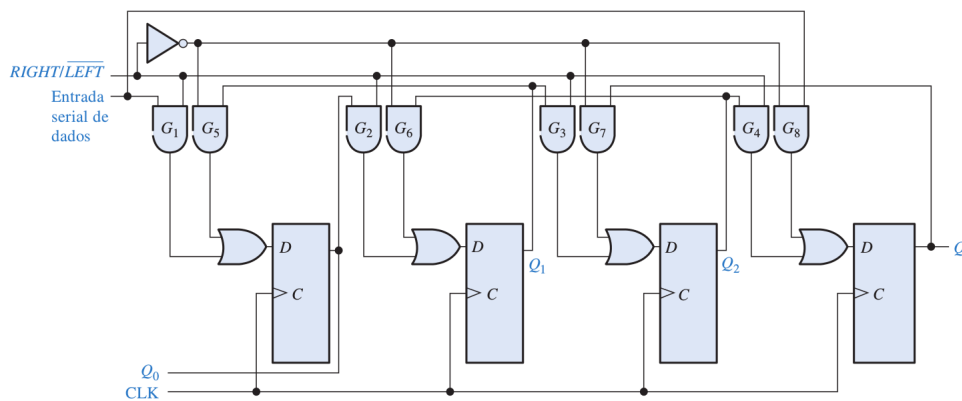 RIGHT/LEFT
Entrada
serial de
dados
G1 G5 G2 G6 G3 G7 G4 G8
D D D D
Q1 Q2 Q
C C C C
Q0
CLK